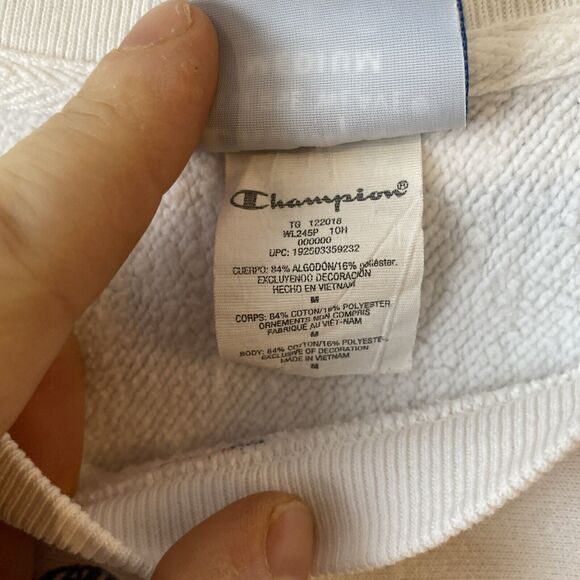 MEDIUM
Champion®
TG 122018
WL245P 10H
000000
UPC: 192503359232
CUERPO: 84% ALGODÓN/16% poliéster.
EXCLUYENDO DECORACIÓN
HECHO EN VIETNAM
M
CORPS: 84% COTON/16% POLYESTER
ORNEMENTS NON COMPRIS
FABRIQUÉ AU VIÊT-NAM
M
BODY: 84% COTTON/16% POLYESTER
EXCLUSIVE OF DECORATION
MADE IN VIETNAM
M